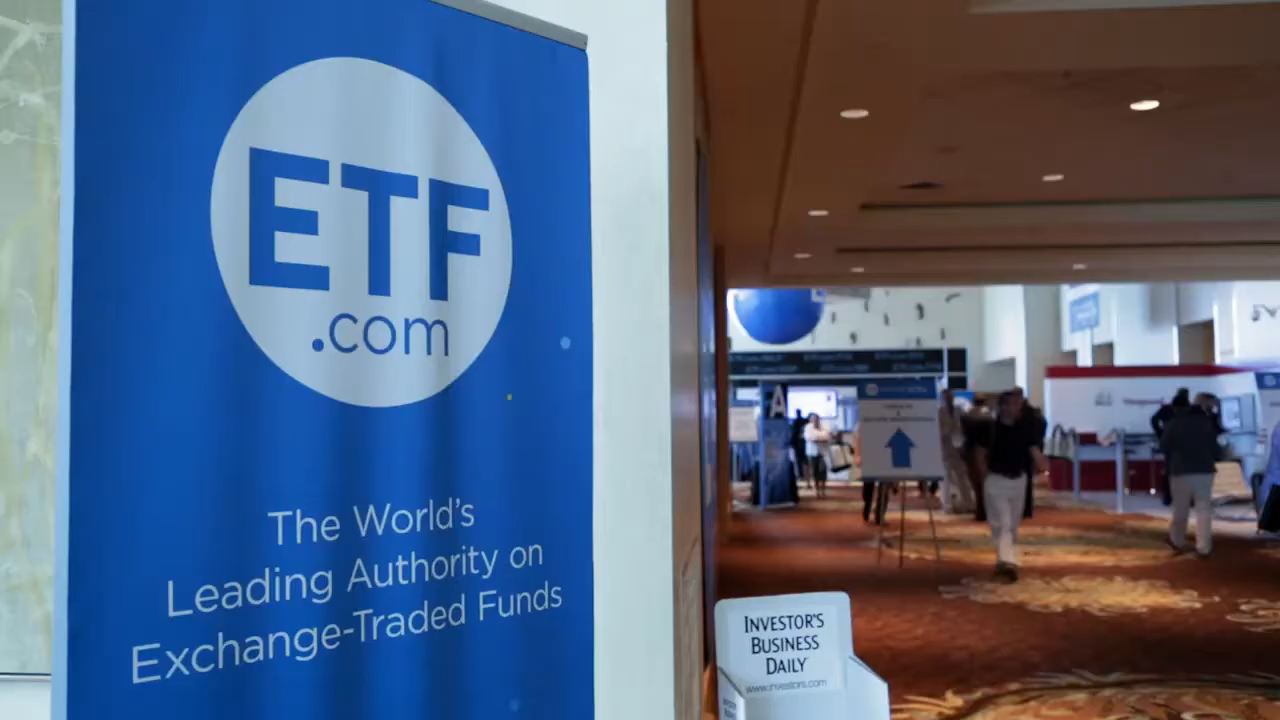 ETF
.com
The World's
Leading Authority on
Exchange-Traded Funds
A
INVESTOR'S
BUSINESS
DAILY
www.investors.com